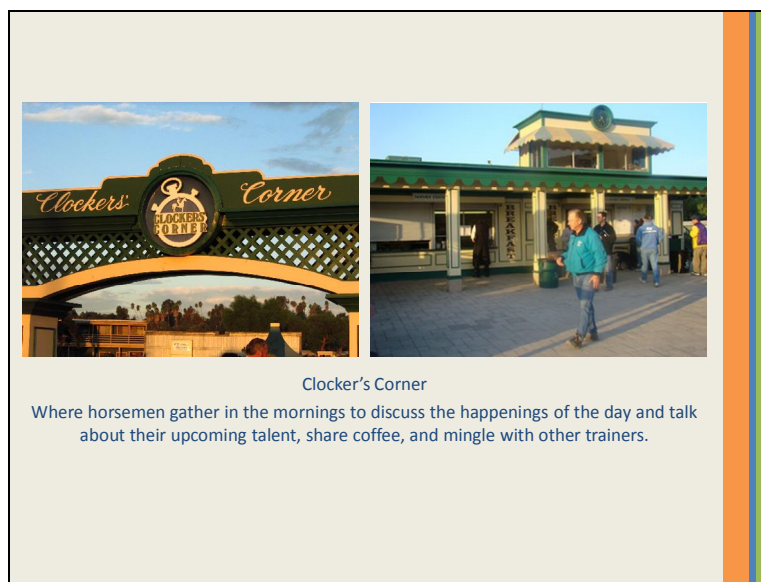 Clockers' Corner
CLOCKERS'
CORNER
BREAKFAST
Clocker's Corner
Where horsemen gather in the mornings to discuss the happenings of the day and talk
about their upcoming talent, share coffee, and mingle with other trainers.